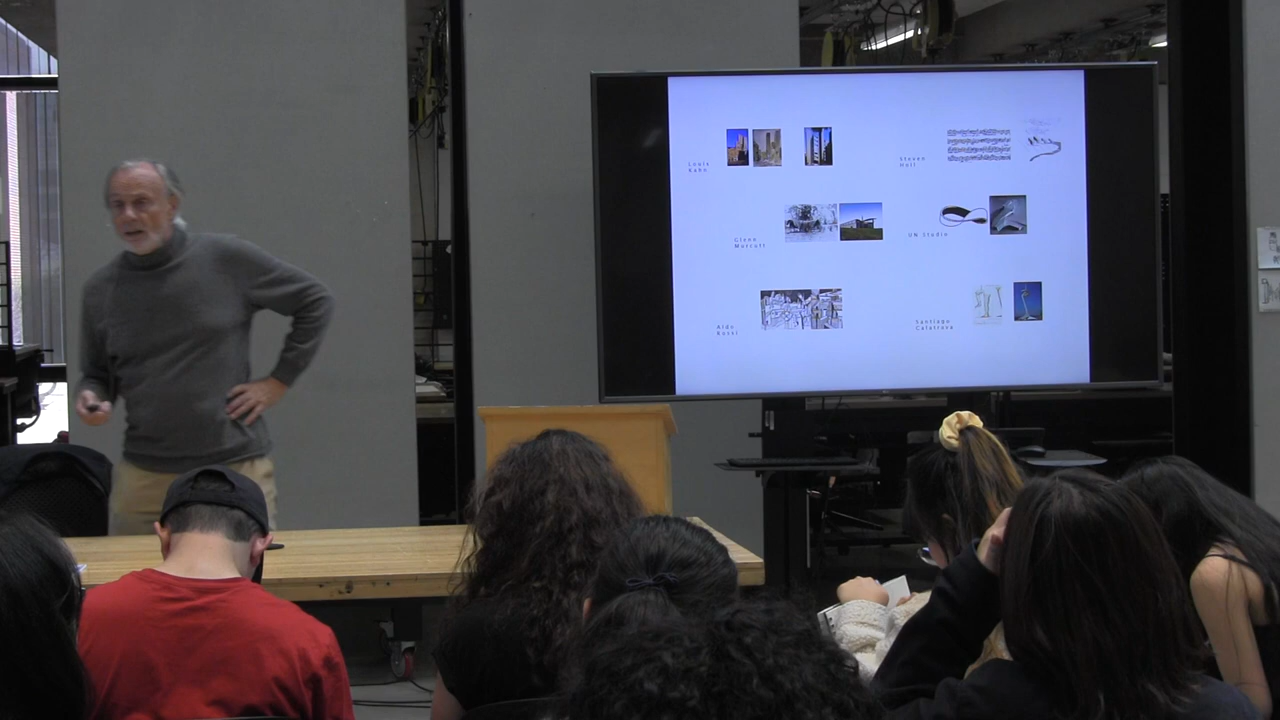 Louis
Kahn
Steven
Holl
Glenn
Murcutt
UN Studio
Aldo
Rossi
Santiago
Calatrava